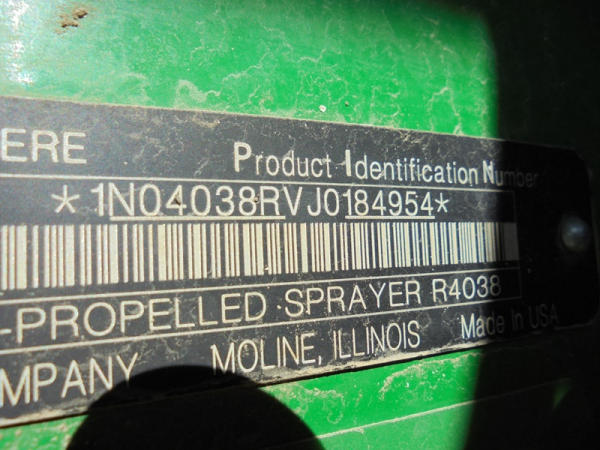 ERE
Product Identification Number
*1N04038RVJ0184954*
-PROPELLED SPRAYER R4038
MPANY MOLINE, ILLINOIS Made In USA